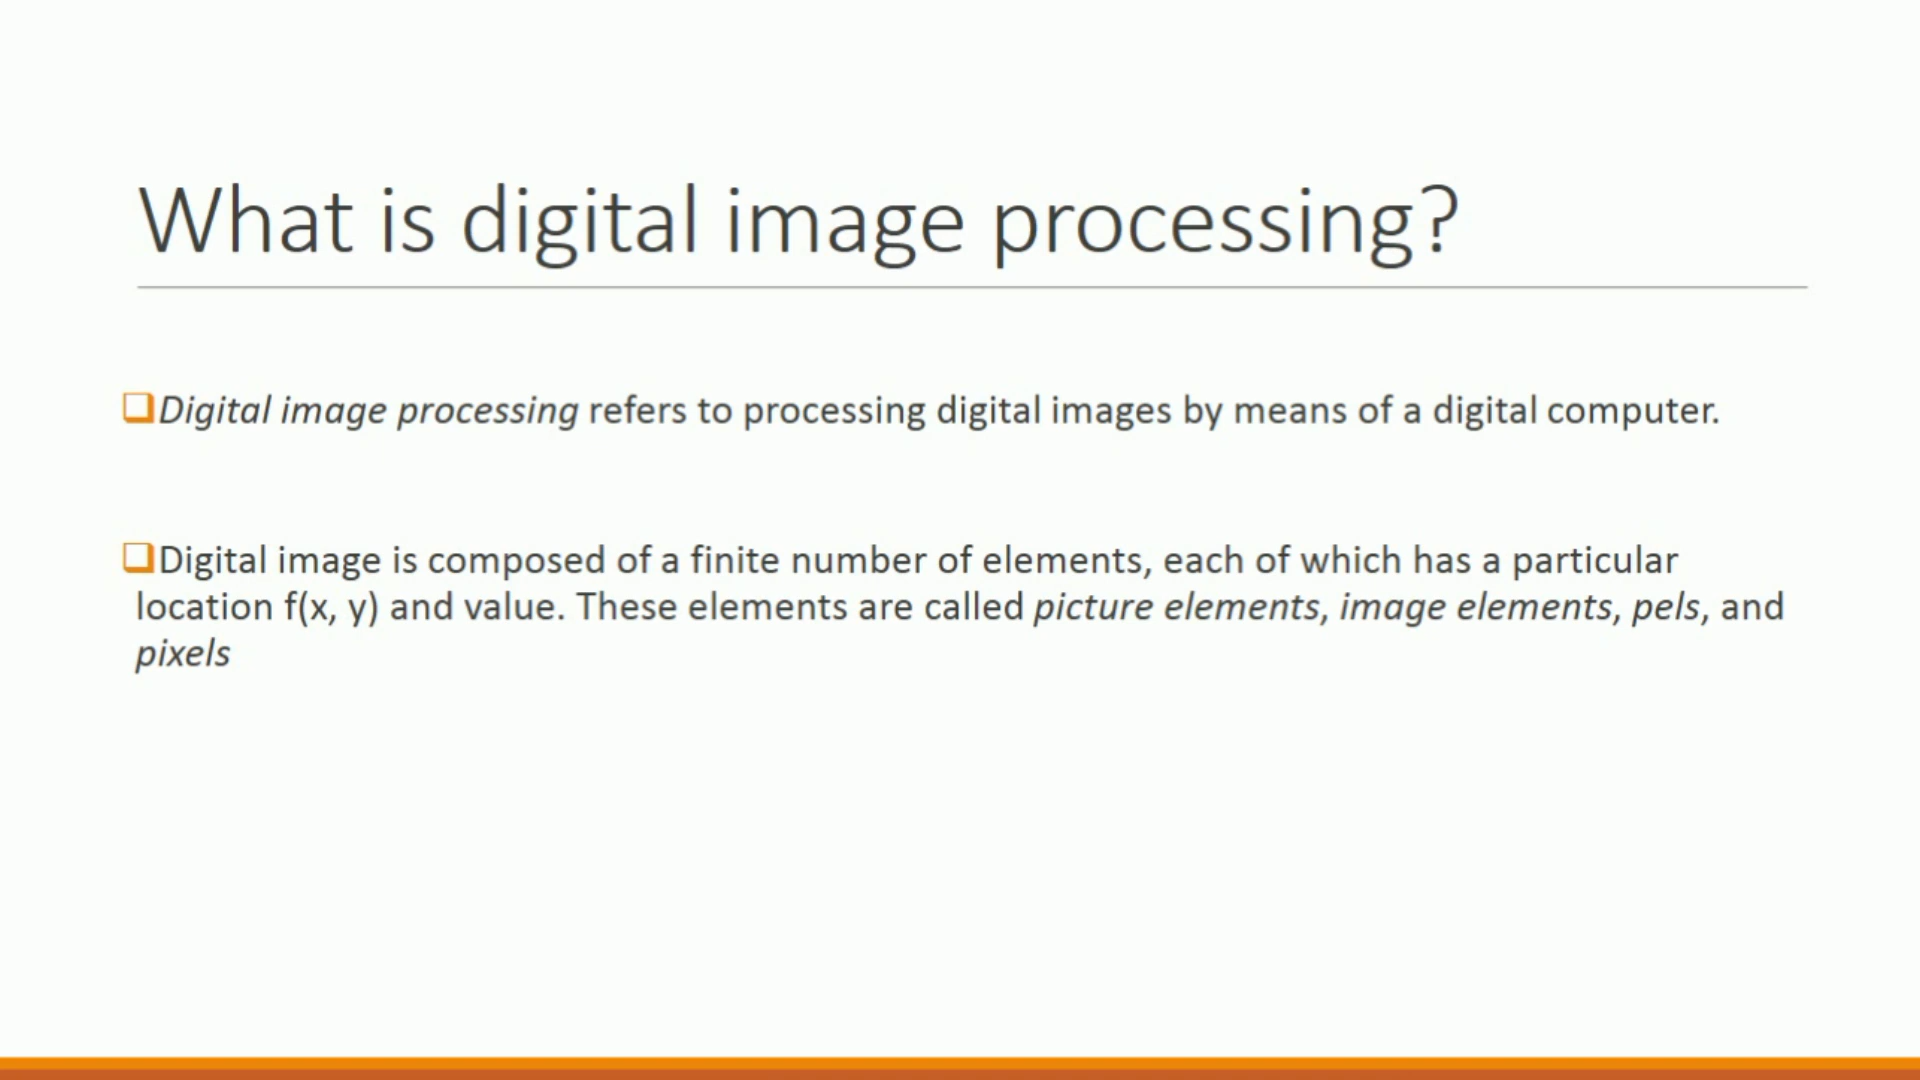 What is digital image processing?
Digital image processing refers to processing digital images by means of a digital computer.
Digital image is composed of a finite number of elements, each of which has a particular
location f(x, y) and value. These elements are called picture elements, image elements, pels, and
pixels